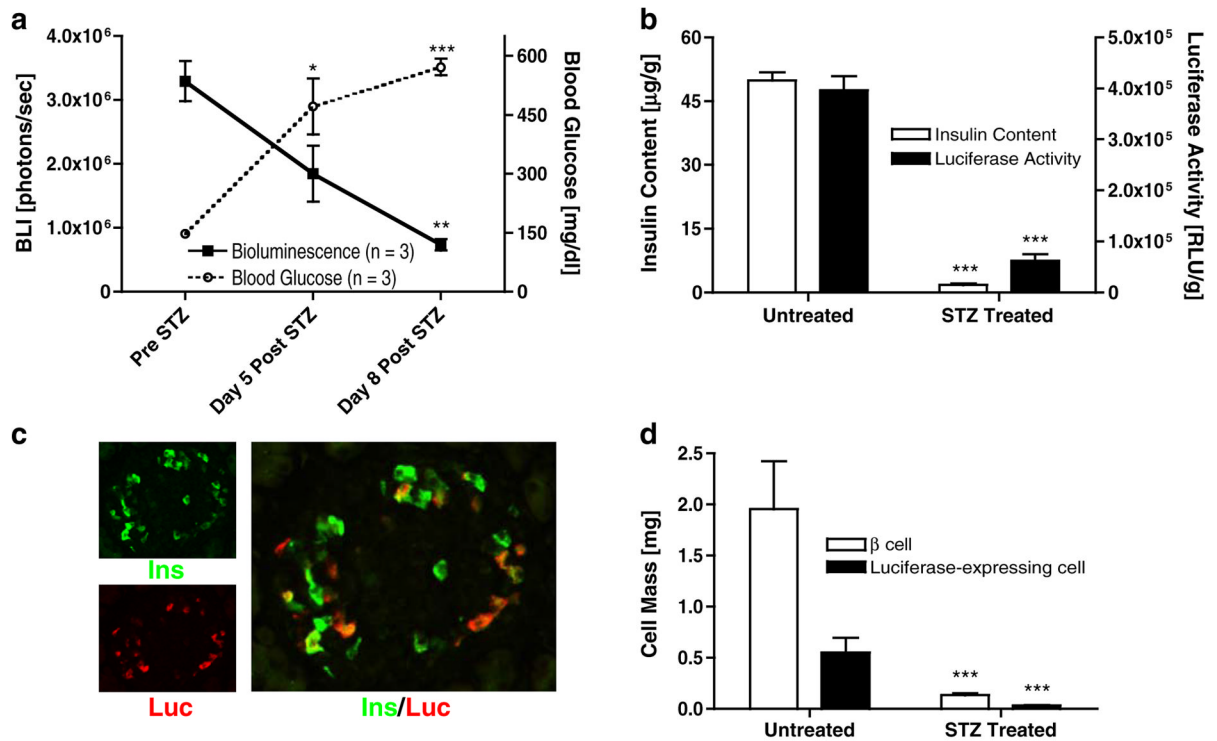 a
BLI [photons/sec]
4.0x10⁶
3.0x10⁶
2.0x10⁶
1.0x10⁶
0
*
***
**
Bioluminescence (n = 3)
Blood Glucose (n = 3)
600
450
300
150
0
Blood Glucose [mg/dl]
Pre STZ
Day 5 Post STZ
Day 8 Post STZ
b
Insulin Content [µg/g]
60
45
30
15
0
Insulin Content
Luciferase Activity
***
***
5.0x10⁵
4.0x10⁵
3.0x10⁵
2.0x10⁵
1.0x10⁵
0
Luciferase Activity [RLU/g]
Untreated
STZ Treated
c
Ins
Luc
Ins/Luc
d
Cell Mass [mg]
2.5
2.0
1.5
1.0
0.5
0.0
β cell
Luciferase-expressing cell
***
***
Untreated
STZ Treated